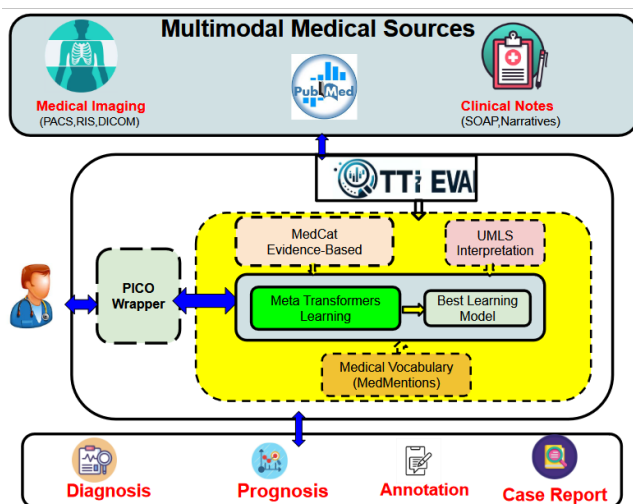 Multimodal Medical Sources
Medical Imaging
(PACS,RIS,DICOM)
PubMed
Clinical Notes
(SOAP,Narratives)
TTi EVAL
MedCat
Evidence-Based
UMLS
Interpretation
PICO
Wrapper
Meta Transformers
Learning
Best Learning
Model
Medical Vocabulary
(MedMentions)
Diagnosis
Prognosis
Annotation
Case Report